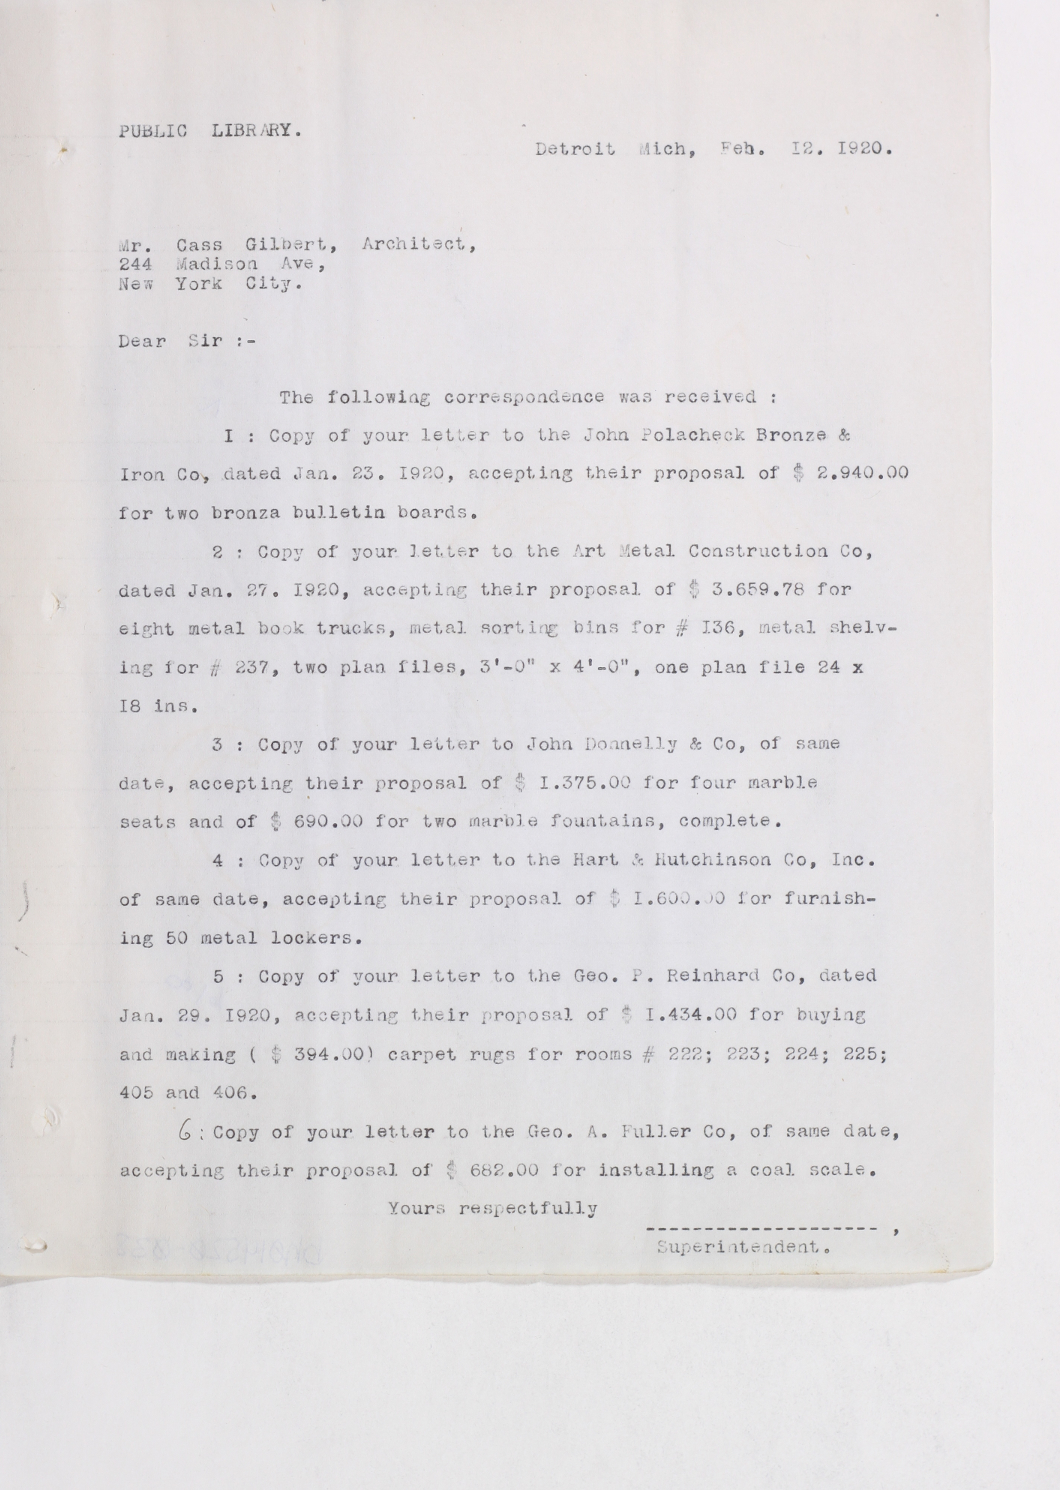 PUBLIC LIBRARY.
Detroit Mich, Feb. I2. I920.
Mr. Cass Gilbert, Architect,
244 Madison Ave,
New York City.
Dear Sir :-
The following correspondence was received :
I : Copy of your letter to the John Polacheck Bronze &
Iron Co, dated Jan. 23. I920, accepting their proposal of $ 2.940.00
for two bronza bulletin boards.
2 : Copy of your letter to the Art Metal Construction Co,
dated Jan. 27. I920, accepting their proposal of $ 3.659.78 for
eight metal book trucks, metal sorting bins for # I36, metal shelv-
ing for # 237, two plan files, 3'-0" x 4'-0", one plan file 24 x
I8 ins.
3 : Copy of your letter to John Donnelly & Co, of same
date, accepting their proposal of $ I.375.00 for four marble
seats and of $ 690.00 for two marble fountains, complete.
4 : Copy of your letter to the Hart & Hutchinson Co, Inc.
of same date, accepting their proposal of $ I.600.00 for furnish-
ing 50 metal lockers.
5 : Copy of your letter to the Geo. P. Reinhard Co, dated
Jan. 29. I920, accepting their proposal of $ I.434.00 for buying
and making ( $ 394.00) carpet rugs for rooms # 222; 223; 224; 225;
405 and 406.
6 : Copy of your letter to the Geo. A. Fuller Co, of same date,
accepting their proposal of $ 682.00 for installing a coal scale.
Yours respectfully
-------------------- ,
Superintendent.